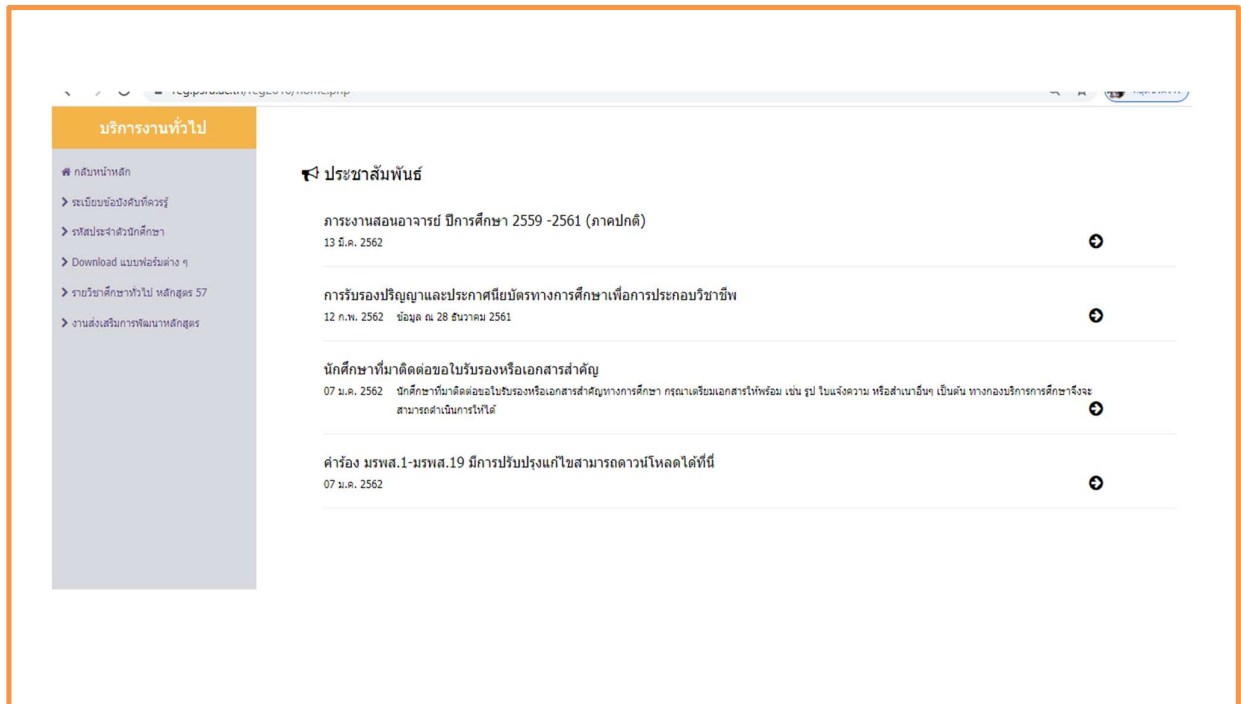 บริการงานทั่วไป
กลับหน้าหลัก
ระเบียบข้อบังคับที่ควรรู้
รหัสประจำตัวนักศึกษา
Download แบบฟอร์มต่าง ๆ
รายวิชาศึกษาทั่วไป หลักสูตร 57
งานส่งเสริมการพัฒนาหลักสูตร
ประชาสัมพันธ์
ภาระงานสอนอาจารย์ ปีการศึกษา 2559 -2561 (ภาคปกติ)
13 มี.ค. 2562
การรับรองปริญญาและประกาศนียบัตรทางการศึกษาเพื่อการประกอบวิชาชีพ
12 ก.พ. 2562 ข้อมูล ณ 28 ธันวาคม 2561
นักศึกษาที่มาติดต่อขอใบรับรองหรือเอกสารสำคัญ
07 ม.ค. 2562 นักศึกษาที่มาติดต่อขอใบรับรองหรือเอกสารสำคัญทางการศึกษา กรุณาเตรียมเอกสารให้พร้อม เช่น รูป ใบแจ้งความ หรือสำเนาอื่นๆ เป็นต้น ทางกองบริการการศึกษาจึงจะ
สามารถดำเนินการให้ได้
คำร้อง มรพส.1-มรพส.19 มีการปรับปรุงแก้ไขสามารถดาวน์โหลดได้ที่นี่
07 ม.ค. 2562